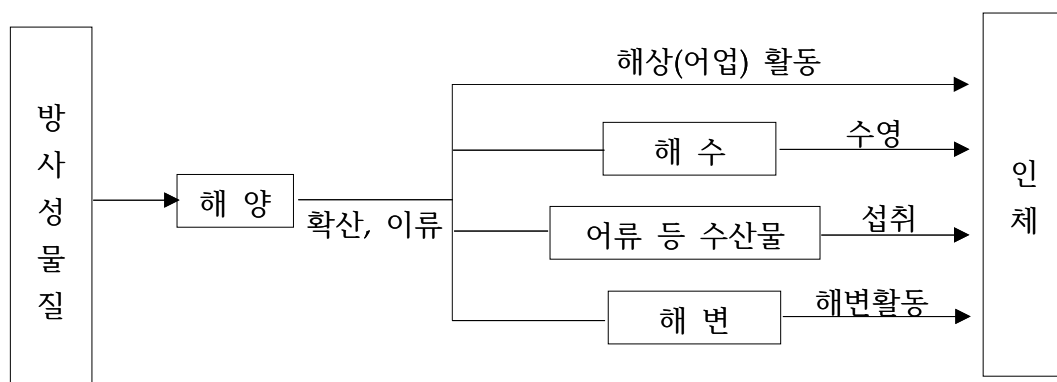 방사성물질
해 양
확산, 이류
해상(어업) 활동
해 수
수영
어류 등 수산물
섭취
해 변
해변활동
인체